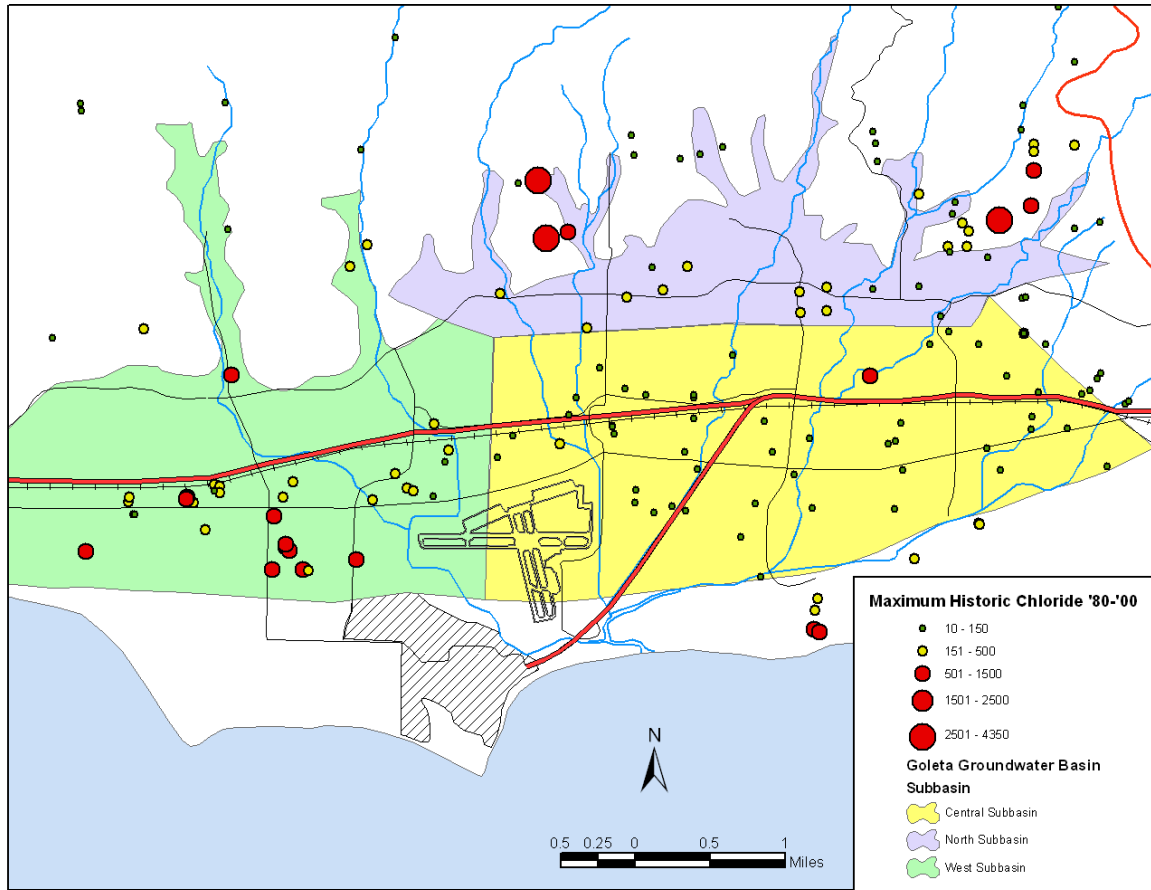 N
0.5 0.25 0 0.5 1
Miles
Maximum Historic Chloride '80-'00
10 - 150
151 - 500
501 - 1500
1501 - 2500
2501 - 4350
Goleta Groundwater Basin
Subbasin
Central Subbasin
North Subbasin
West Subbasin